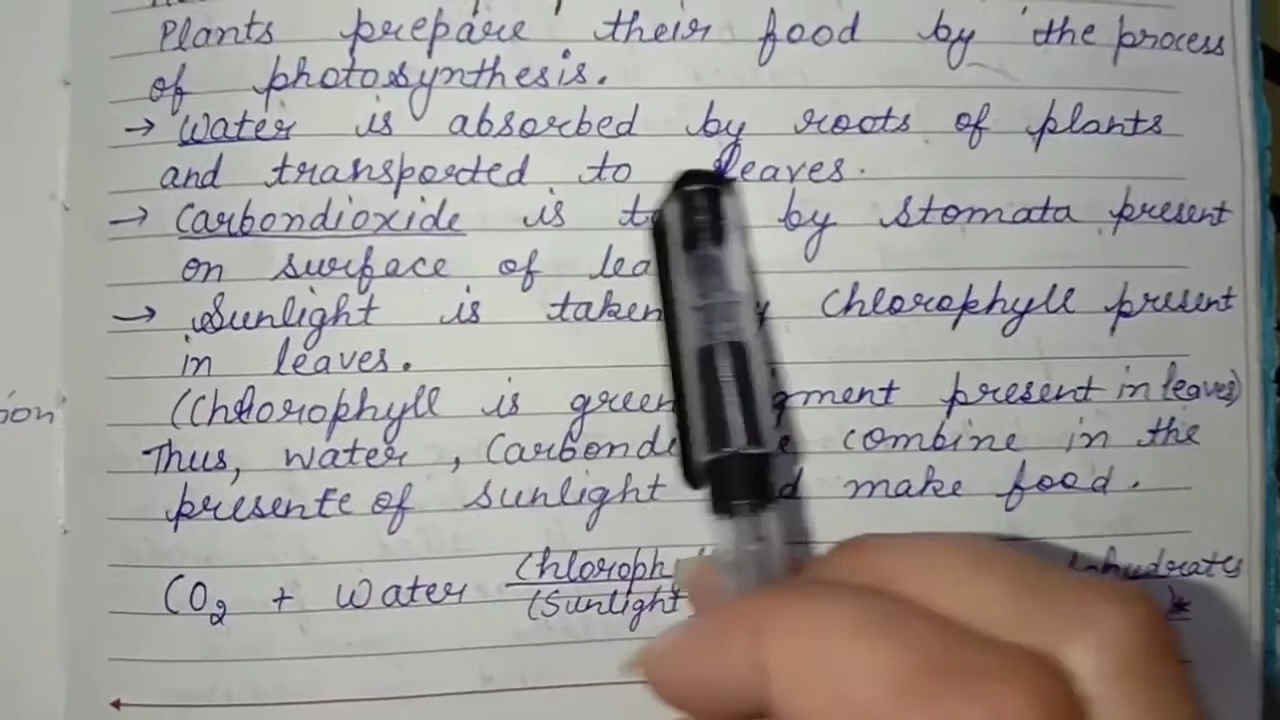 Plants prepare their food by the process
of photosynthesis.
→ Water is absorbed by roots of plants
and transported to leaves.
→ Carbondioxide is by stomata present
on surface of
→ Sunlight is taken Chlorophyll present
in leaves.
(Chlorophyll is green present in leaves)
Thus, water, combine in the
presente of sunlight make food.
CO2 + Water
(Sunlight
ion